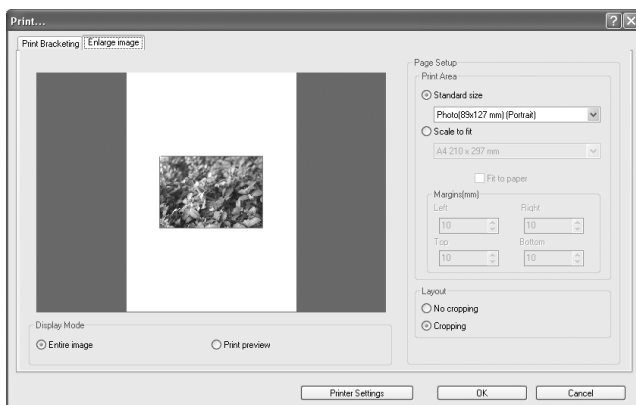 Print...
Print Bracketing Enlarge image
Page Setup
Print Area
Standard size
Photo(89x127 mm) (Portrait)
Scale to fit
A4 210 x 297 mm
Fit to paper
Margins(mm)
Left Right
10 10
Top Bottom
10 10
Layout
No cropping
Cropping
Display Mode
Entire image Print preview
Printer Settings OK Cancel